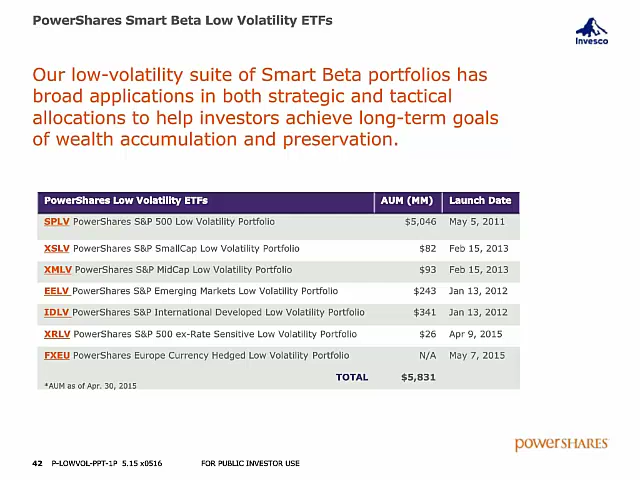 PowerShares Smart Beta Low Volatility ETFs
Invesco
Our low-volatility suite of Smart Beta portfolios has
broad applications in both strategic and tactical
allocations to help investors achieve long-term goals
of wealth accumulation and preservation.
PowerShares Low Volatility ETFs AUM (MM) Launch Date
SPLV PowerShares S&P 500 Low Volatility Portfolio $5,046 May 5, 2011
XSLV PowerShares S&P SmallCap Low Volatility Portfolio $82 Feb 15, 2013
XMLV PowerShares S&P MidCap Low Volatility Portfolio $93 Feb 15, 2013
EELV PowerShares S&P Emerging Markets Low Volatility Portfolio $243 Jan 13, 2012
IDLV PowerShares S&P International Developed Low Volatility Portfolio $341 Jan 13, 2012
XRLV PowerShares S&P 500 ex-Rate Sensitive Low Volatility Portfolio $26 Apr 9, 2015
FXEU PowerShares Europe Currency Hedged Low Volatility Portfolio N/A May 7, 2015
TOTAL $5,831
*AUM as of Apr. 30, 2015
powerSHARES
42 P-LOWVOL-PPT-1P 5.15 x0516 FOR PUBLIC INVESTOR USE